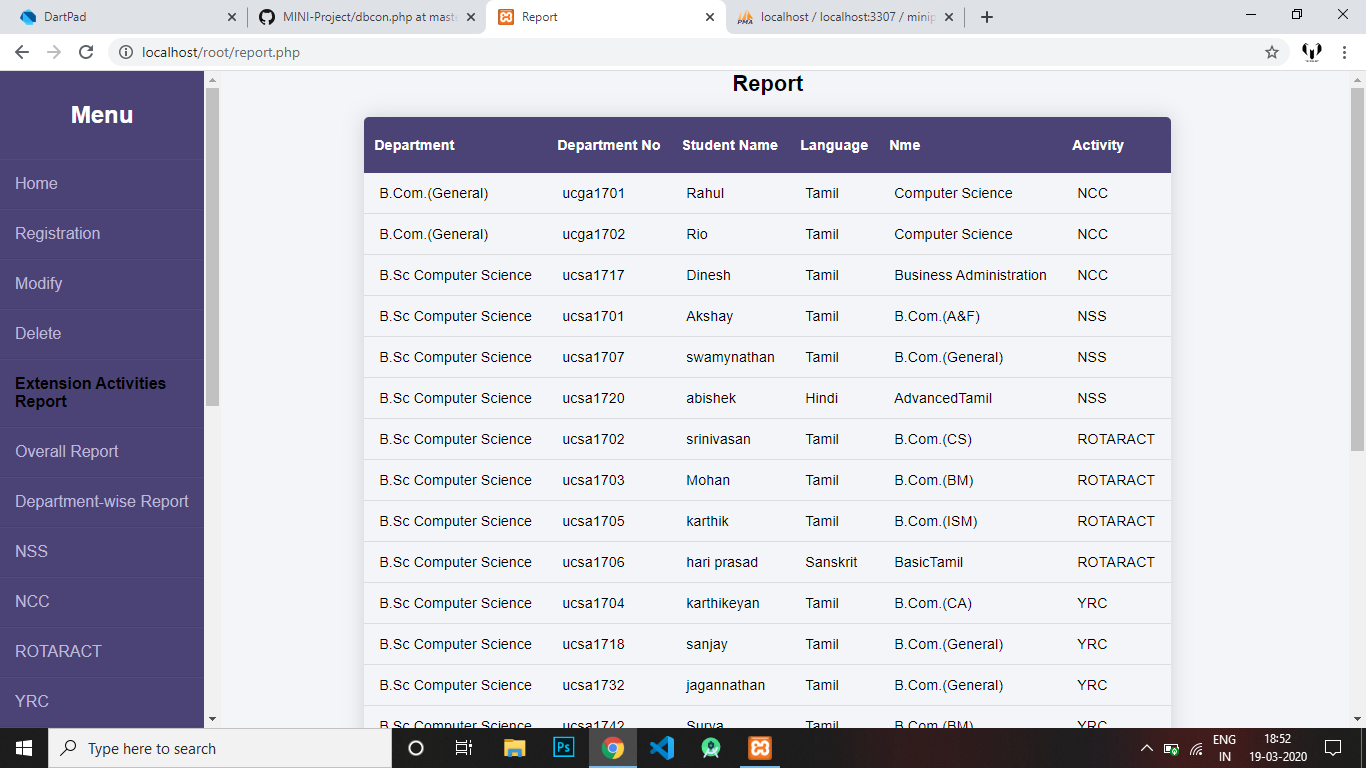 DartPad
MINI-Project/dbcon.php at mast
Report
localhost / localhost:3307 / minip
localhost/root/report.php
Menu
Home
Registration
Modify
Delete
Extension Activities
Report
Overall Report
Department-wise Report
NSS
NCC
ROTARACT
YRC
Report
Department Department No Student Name Language Nme Activity
B.Com.(General) ucga1701 Rahul Tamil Computer Science NCC
B.Com.(General) ucga1702 Rio Tamil Computer Science NCC
B.Sc Computer Science ucsa1717 Dinesh Tamil Business Administration NCC
B.Sc Computer Science ucsa1701 Akshay Tamil B.Com.(A&F) NSS
B.Sc Computer Science ucsa1707 swamynathan Tamil B.Com.(General) NSS
B.Sc Computer Science ucsa1720 abishek Hindi AdvancedTamil NSS
B.Sc Computer Science ucsa1702 srinivasan Tamil B.Com.(CS) ROTARACT
B.Sc Computer Science ucsa1703 Mohan Tamil B.Com.(BM) ROTARACT
B.Sc Computer Science ucsa1705 karthik Tamil B.Com.(ISM) ROTARACT
B.Sc Computer Science ucsa1706 hari prasad Sanskrit BasicTamil ROTARACT
B.Sc Computer Science ucsa1704 karthikeyan Tamil B.Com.(CA) YRC
B.Sc Computer Science ucsa1718 sanjay Tamil B.Com.(General) YRC
B.Sc Computer Science ucsa1732 jagannathan Tamil B.Com.(General) YRC
B.Sc Computer Science ucsa1742 Surya Tamil B.Com.(BM) YRC
Type here to search
Ps
ENG
IN
18:52
19-03-2020